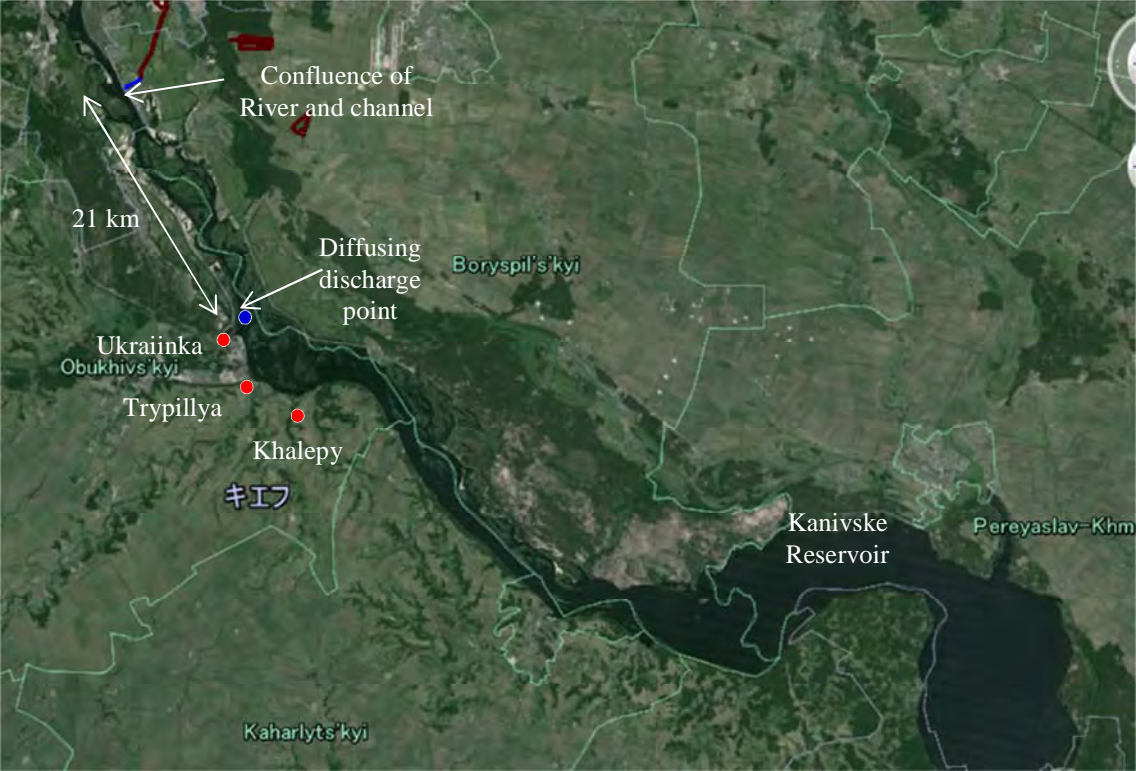 Confluence of
River and channel
21 km
Diffusing
discharge
point
Boryspil's'kyi
Ukraiinka
Obukhivs'kyi
Trypillya
Khalepy
キエフ
Kanivske
Reservoir
Pereyaslav-Khm
Kaharlyts'kyi